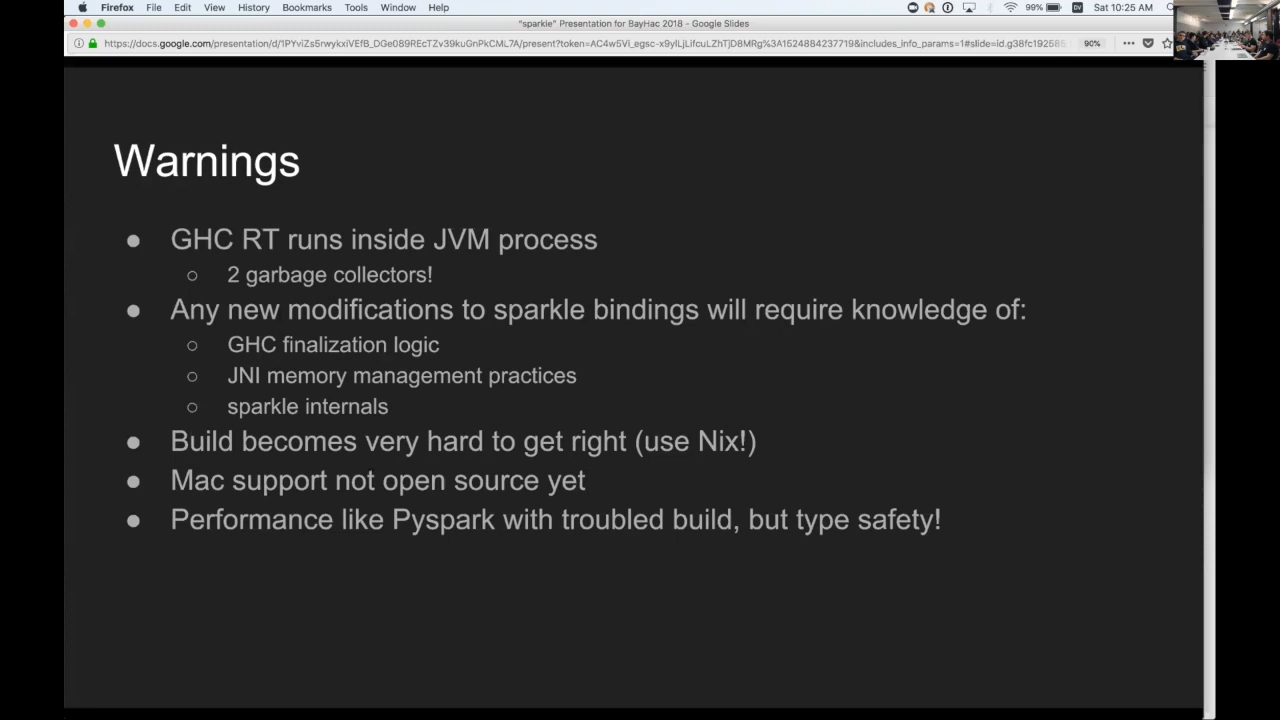 Firefox File Edit View History Bookmarks Tools Window Help 99% Sat 10:25 AM
"sparkle" Presentation for BayHac 2018 - Google Slides
90%
Warnings
● GHC RT runs inside JVM process
○ 2 garbage collectors!
● Any new modifications to sparkle bindings will require knowledge of:
○ GHC finalization logic
○ JNI memory management practices
○ sparkle internals
● Build becomes very hard to get right (use Nix!)
● Mac support not open source yet
● Performance like Pyspark with troubled build, but type safety!